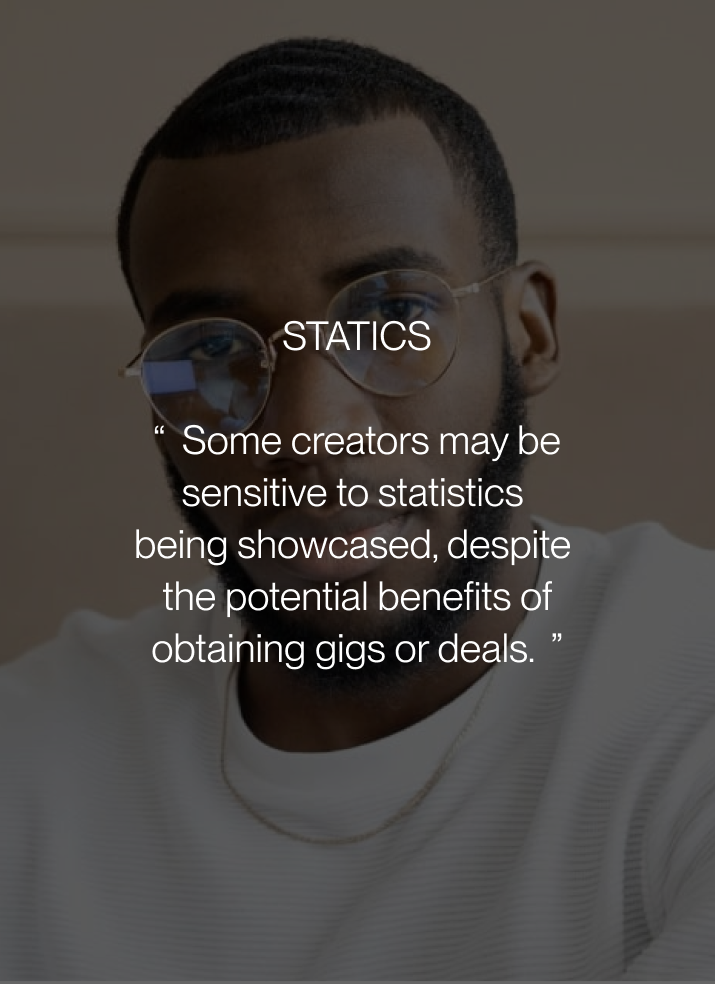 STATICS
“ Some creators may be
sensitive to statistics
being showcased, despite
the potential benefits of
obtaining gigs or deals. ”